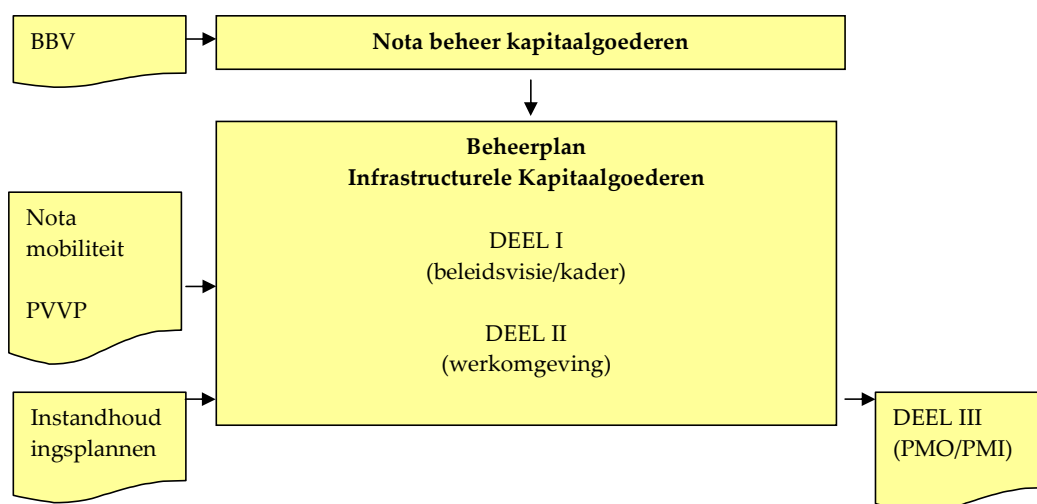 BBV
Nota beheer kapitaalgoederen
Beheerplan
Infrastructurele Kapitaalgoederen
Nota
mobiliteit
PVVP
DEEL I
(beleidsvisie/kader)
DEEL II
(werkomgeving)
Instandhoud
ingsplannen
DEEL III
(PMO/PMI)